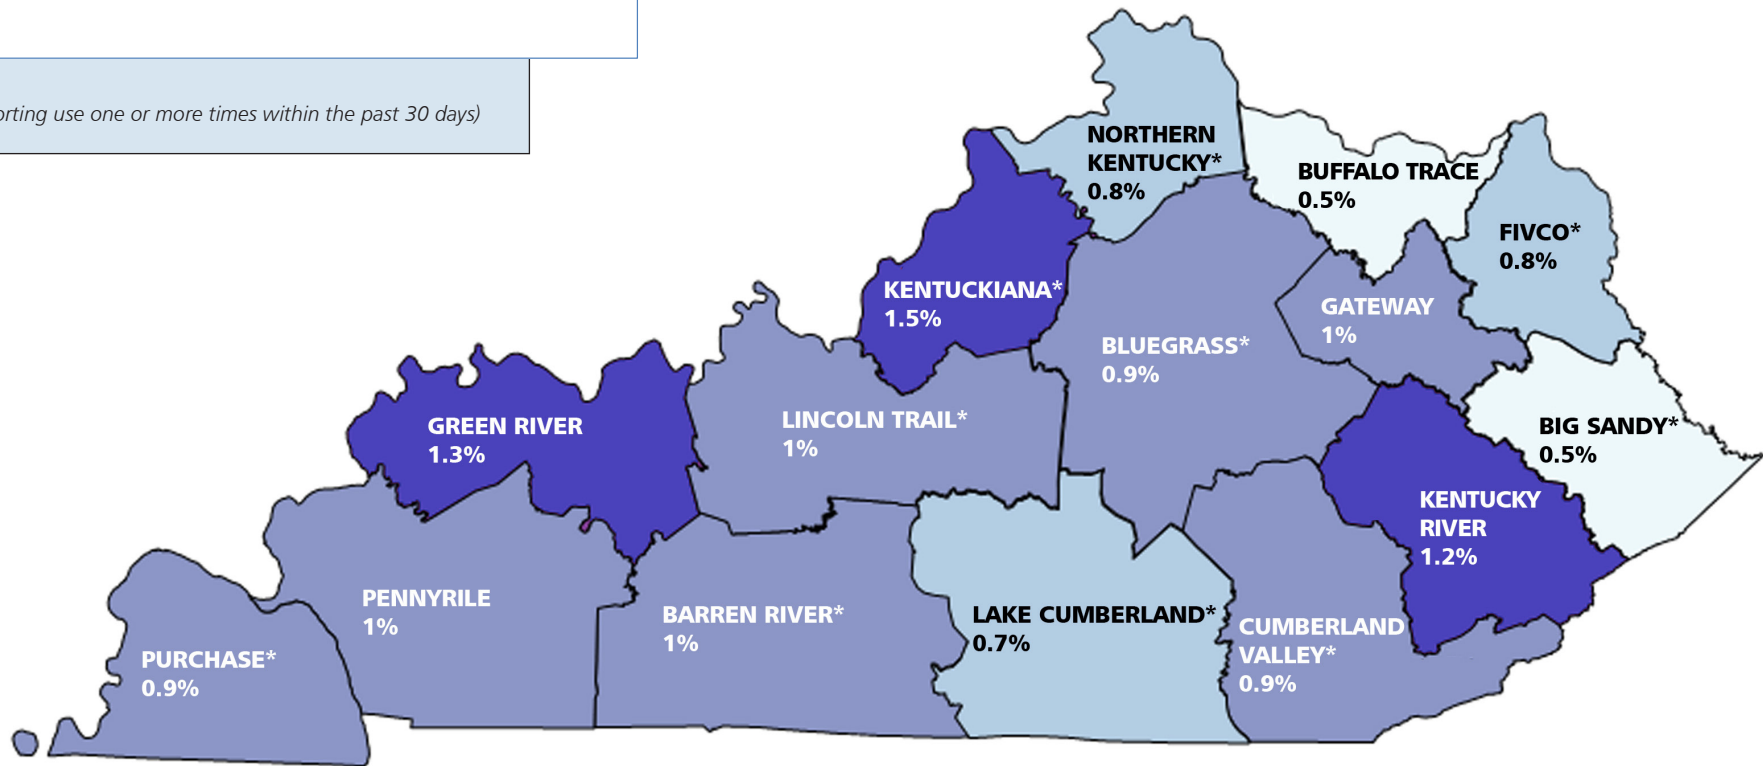 use one or more times within the past 30 days)
NORTHERN
KENTUCKY*
0.8%
BUFFALO TRACE
0.5%
FIVCO*
0.8%
KENTUCKIANA*
1.5%
GATEWAY
1%
BLUEGRASS*
0.9%
GREEN RIVER
1.3%
LINCOLN TRAIL*
1%
BIG SANDY*
0.5%
KENTUCKY
RIVER
1.2%
PENNYRILE
1%
BARREN RIVER*
1%
LAKE CUMBERLAND*
0.7%
CUMBERLAND
VALLEY*
0.9%
PURCHASE*
0.9%